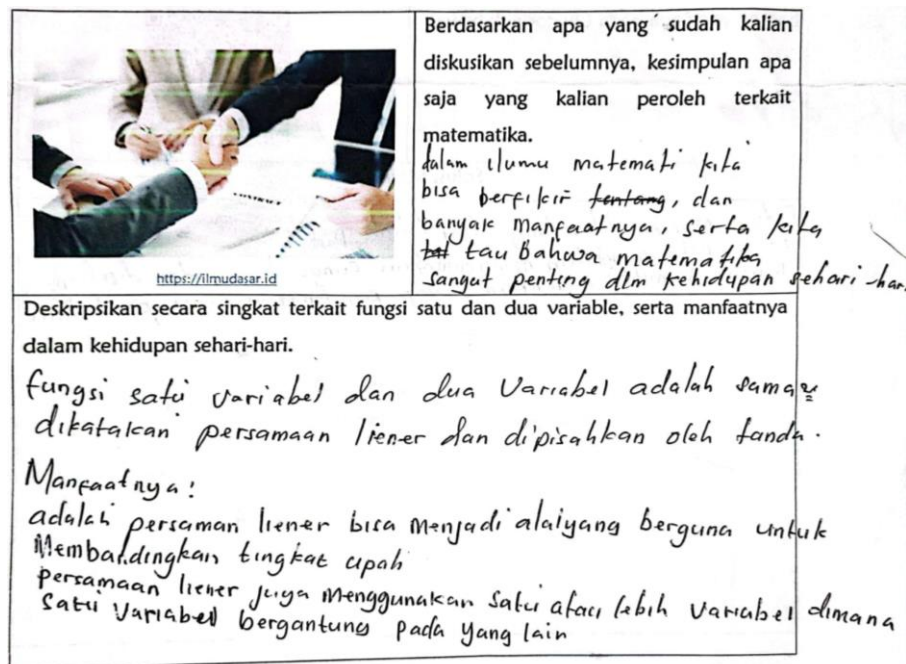 Berdasarkan apa yang sudah kalian
diskusikan sebelumnya, kesimpulan apa
saja yang kalian peroleh terkait
matematika.
dalam ilumu matemati kita
bisa berfikir tentang, dan
banyak manfaatnya, serta kita
tau Bahwa matematika
sangat penting dlm kehidupan sehari-hari
https://ilmudasar.id
Deskripsikan secara singkat terkait fungsi satu dan dua variable, serta manfaatnya
dalam kehidupan sehari-hari.
fungsi satu variabel dan dua Variabel adalah sama2
dikatakan persamaan liener dan dipisahkan oleh tanda.
Manfaatnya:
adalah persaman liener bisa Menjadi alaiyang berguna untuk
Membandingkan tingkat upah
persamaan liener juga Menggunakan satu atau lebih variabel dimana
satu Variabel bergantung pada yang lain